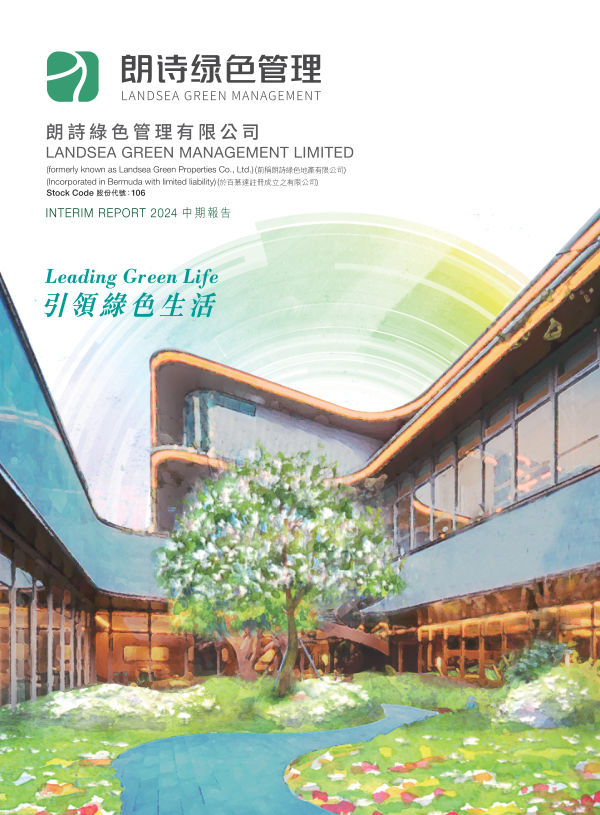 朗诗绿色管理
LANDSEA GREEN MANAGEMENT
朗詩綠色管理有限公司
LANDSEA GREEN MANAGEMENT LIMITED
(formerly known as Landsea Green Properties Co., Ltd.) (前稱朗詩綠色地產有限公司)
(Incorporated in Bermuda with limited liability) (於百慕達註冊成立之有限公司)
Stock Code 股份代號 : 106
INTERIM REPORT 2024 中期報告
Leading Green Life
引領綠色生活